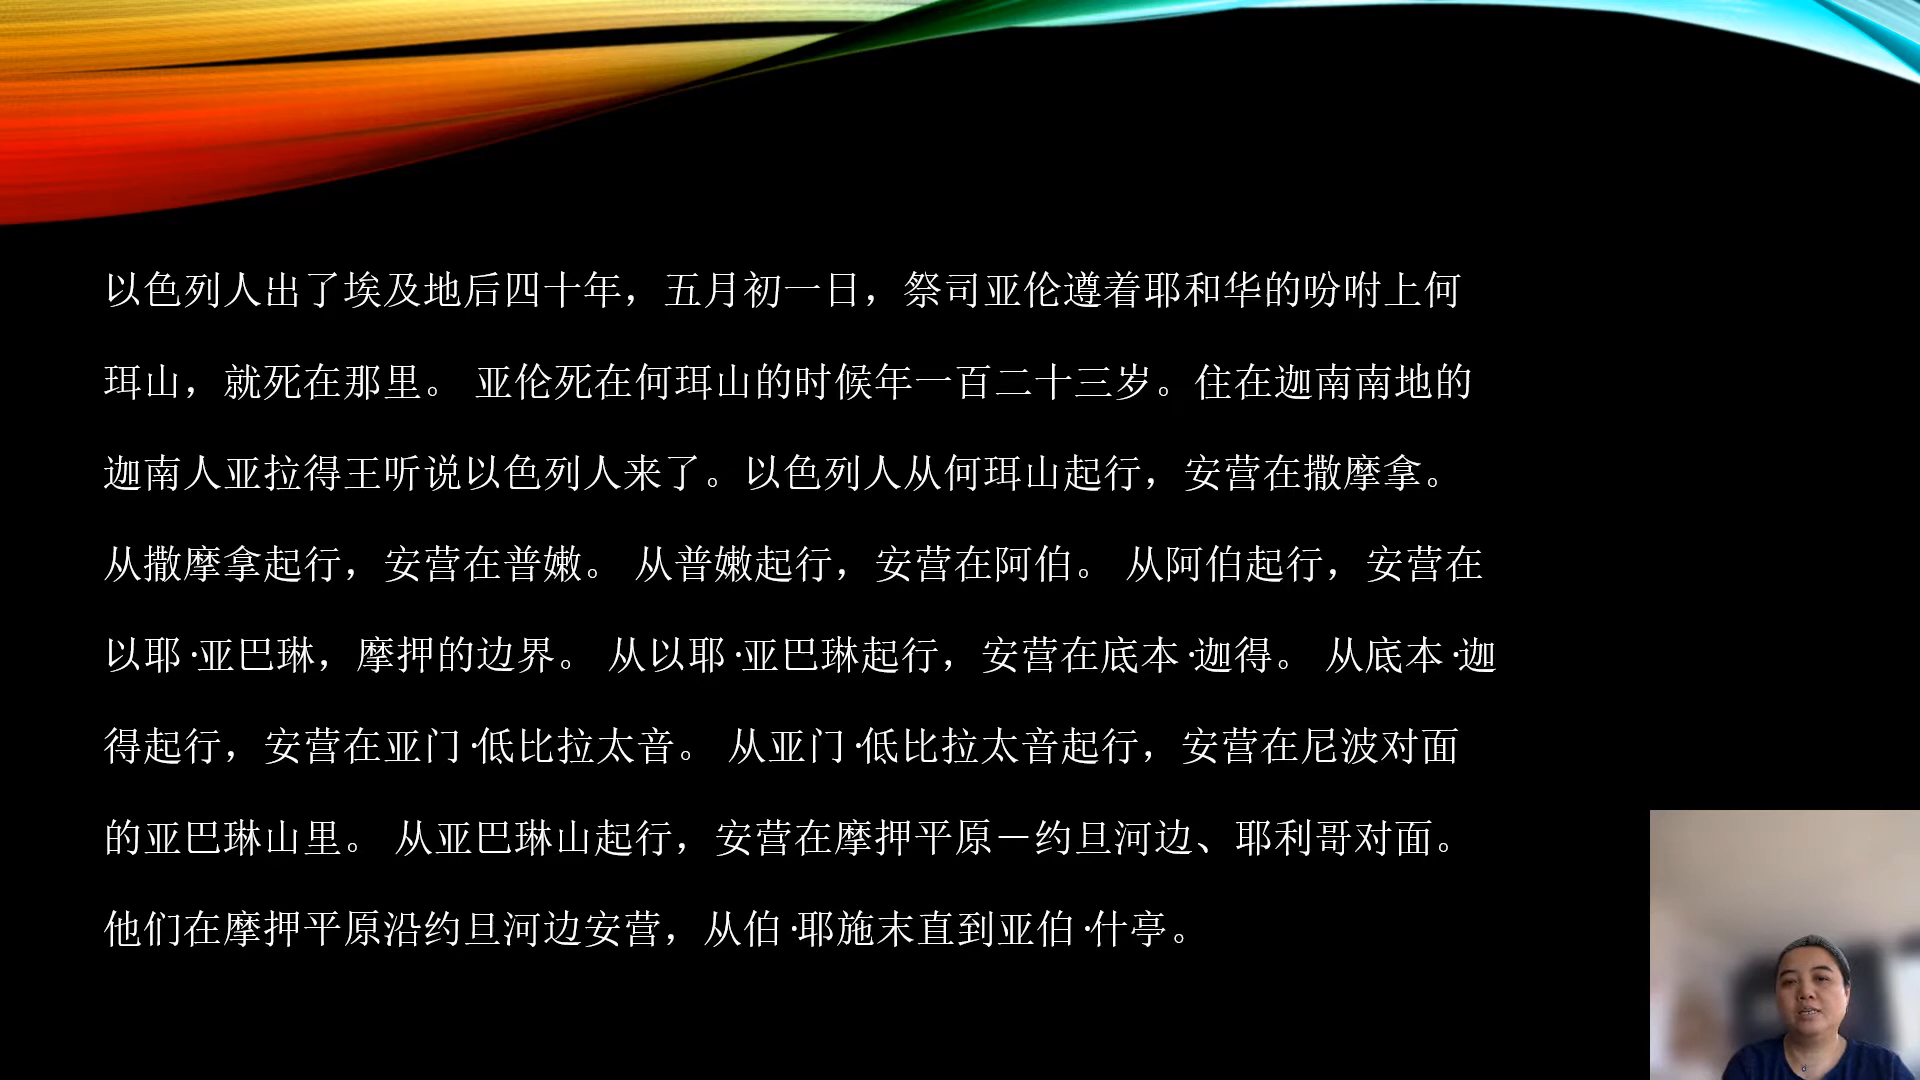 以色列人出了埃及地后四十年，五月初一日，祭司亚伦遵着耶和华的吩咐上何
珥山，就死在那里。 亚伦死在何珥山的时候年一百二十三岁。住在迦南南地的
迦南人亚拉得王听说以色列人来了。以色列人从何珥山起行，安营在撒摩拿。
从撒摩拿起行，安营在普嫩。 从普嫩起行，安营在阿伯。 从阿伯起行，安营在
以耶·亚巴琳，摩押的边界。 从以耶·亚巴琳起行，安营在底本·迦得。 从底本·迦
得起行，安营在亚门·低比拉太音。 从亚门·低比拉太音起行，安营在尼波对面
的亚巴琳山里。 从亚巴琳山起行，安营在摩押平原－约旦河边、耶利哥对面。
他们在摩押平原沿约旦河边安营，从伯·耶施末直到亚伯·什亭。